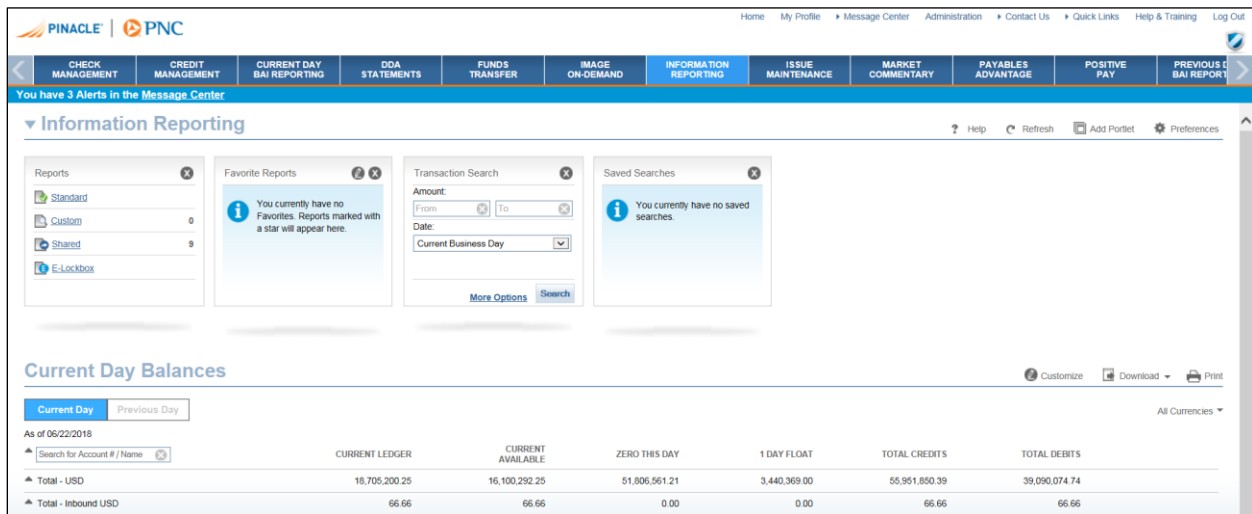 Home My Profile Message Center Administration Contact Us Quick Links Help & Training Log Out
PINACLE® PNC
CHECK MANAGEMENT CREDIT MANAGEMENT CURRENT DAY BAI REPORTING DDA STATEMENTS FUNDS TRANSFER IMAGE ON-DEMAND INFORMATION REPORTING ISSUE MAINTENANCE MARKET COMMENTARY PAYABLES ADVANTAGE POSITIVE PAY PREVIOUS D BAI REPORT
You have 3 Alerts in the Message Center
Information Reporting
? Help Refresh Add Portlet Preferences
Reports
Standard
Custom 0
Shared 9
E-Lockbox
Favorite Reports
You currently have no
Favorites. Reports marked with
a star will appear here.
Transaction Search
Amount:
From To
Date:
Current Business Day
More Options Search
Saved Searches
You currently have no saved
searches.
Current Day Balances
Customize Download Print
Current Day Previous Day
All Currencies
As of 06/22/2018
Search for Account # / Name CURRENT LEDGER CURRENT AVAILABLE ZERO THIS DAY 1 DAY FLOAT TOTAL CREDITS TOTAL DEBITS
Total - USD 18,705,200.25 16,100,292.25 51,806,561.21 3,440,369.00 55,951,850.39 39,090,074.74
Total - Inbound USD 66.66 66.66 0.00 0.00 66.66 66.66